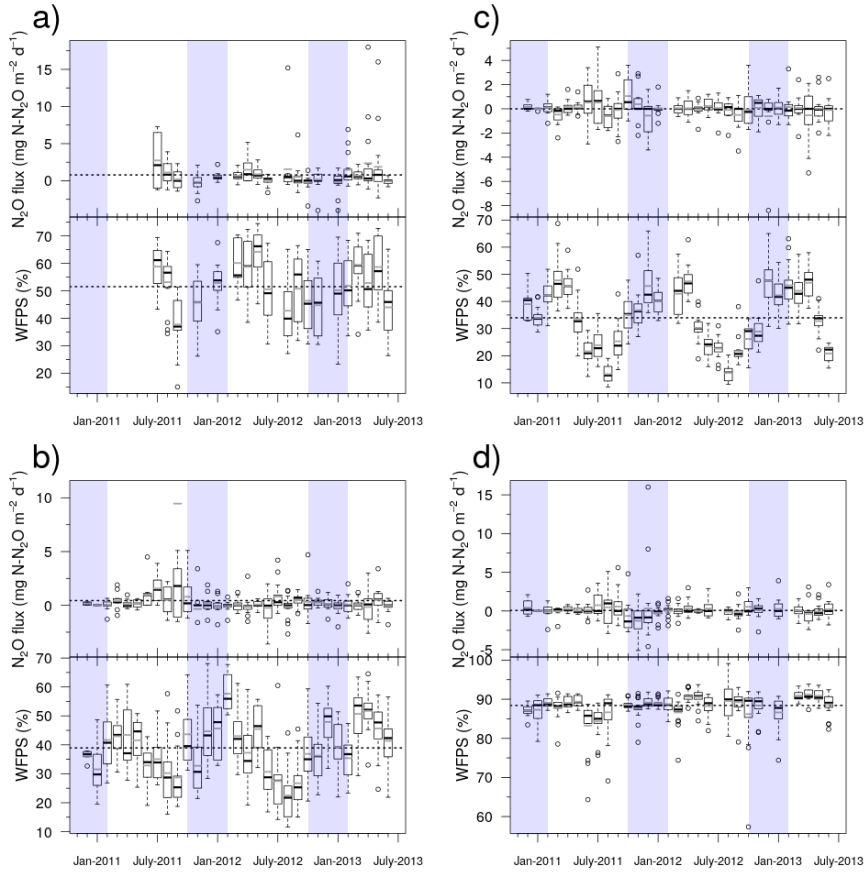 a)
N₂O flux (mg N-N₂O m⁻² d⁻¹)
15
10
5
0
WFPS (%)
70
60
50
40
30
20
Jan-2011 July-2011 Jan-2012 July-2012 Jan-2013 July-2013
c)
N₂O flux (mg N-N₂O m⁻² d⁻¹)
4
2
0
-2
-4
-6
-8
WFPS (%)
70
60
50
40
30
20
10
Jan-2011 July-2011 Jan-2012 July-2012 Jan-2013 July-2013
b)
N₂O flux (mg N-N₂O m⁻² d⁻¹)
10
5
0
WFPS (%)
70
60
50
40
30
20
10
Jan-2011 July-2011 Jan-2012 July-2012 Jan-2013 July-2013
d)
N₂O flux (mg N-N₂O m⁻² d⁻¹)
15
10
5
0
-5
WFPS (%)
100
90
80
70
60
Jan-2011 July-2011 Jan-2012 July-2012 Jan-2013 July-2013